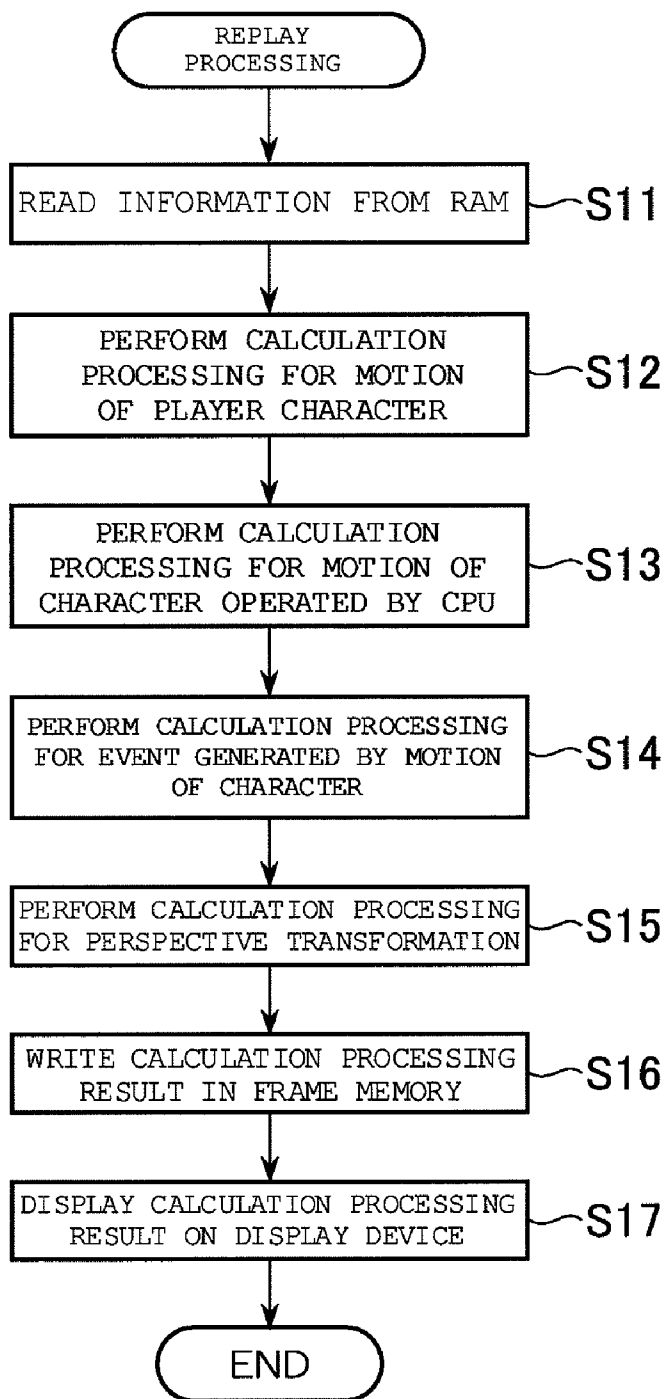 REPLAY
PROCESSING
READ INFORMATION FROM RAM
S11
PERFORM CALCULATION
PROCESSING FOR MOTION
OF PLAYER CHARACTER
S12
PERFORM CALCULATION
PROCESSING FOR MOTION OF
CHARACTER OPERATED BY CPU
S13
PERFORM CALCULATION PROCESSING
FOR EVENT GENERATED BY MOTION
OF CHARACTER
S14
PERFORM CALCULATION PROCESSING
FOR PERSPECTIVE TRANSFORMATION
S15
WRITE CALCULATION PROCESSING
RESULT IN FRAME MEMORY
S16
DISPLAY CALCULATION PROCESSING
RESULT ON DISPLAY DEVICE
S17
END